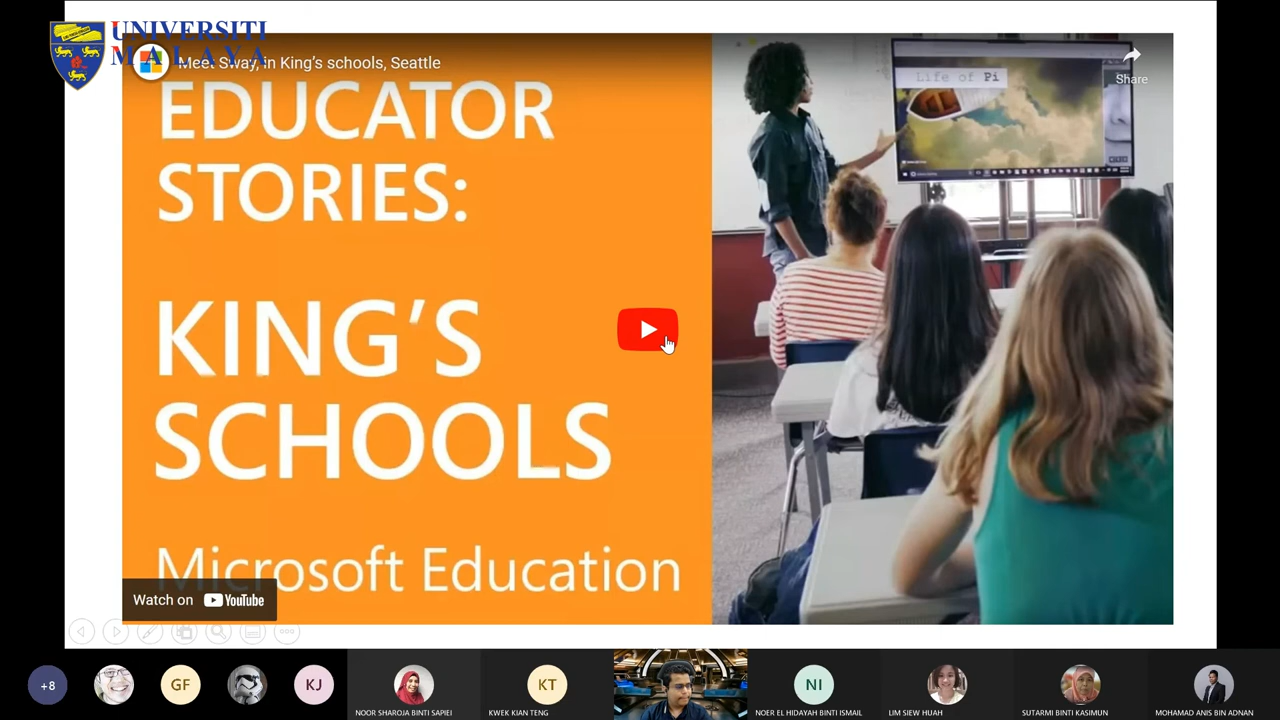 UNIVERSITI
MALAYA
Meet Sway, in King's schools, Seattle
Share
EDUCATOR
STORIES:
KING'S
SCHOOLS
Microsoft Education
Life of Pi
Watch on YouTube
+8
GF
KJ
KT
NI
NOOR SHAROJA BINTI SAPIEI
KWEK KIAN TENG
NOER EL HIDAYAH BINTI ISMAIL
LIM SIEW HUAH
SUTARMI BINTI KASIMUN
MOHAMAD ANIS BIN ADNAN